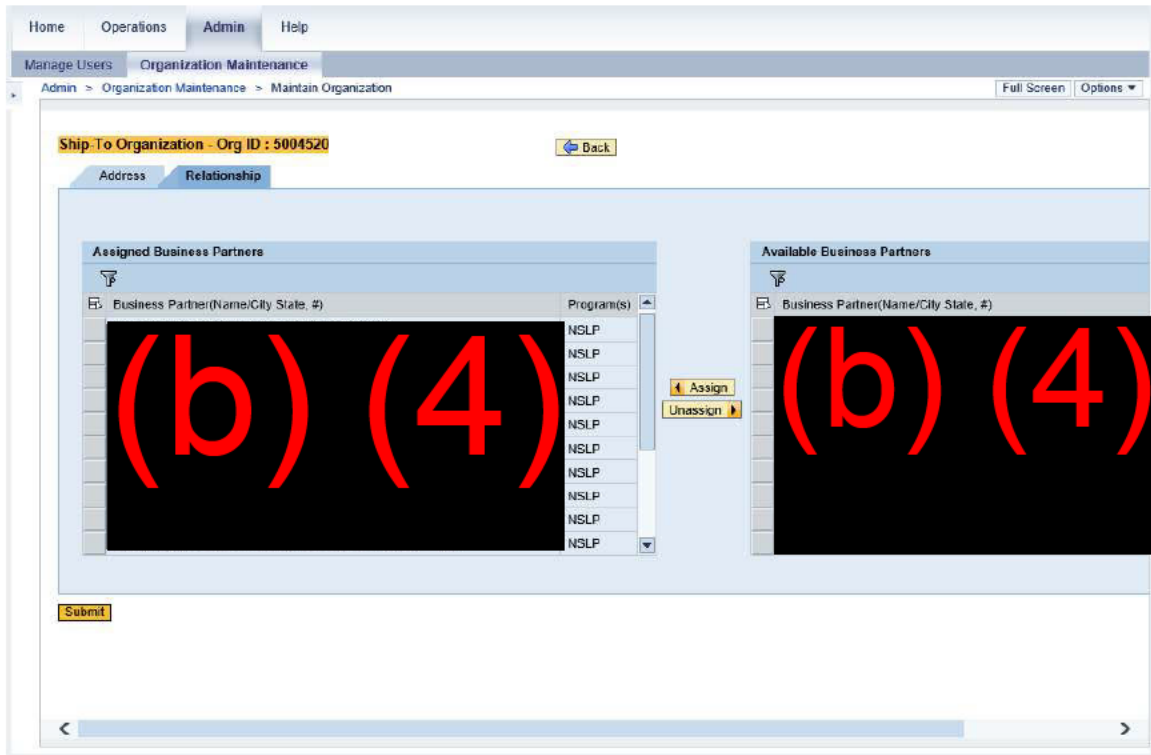 Home Operations Admin Help
Manage Users Organization Maintenance
Admin > Organization Maintenance > Maintain Organization Full Screen Options
Ship-To Organization - Org ID : 5004520 Back
Address Relationship
Assigned Business Partners Available Business Partners
Business Partner(Name/City State, #) Program(s) Business Partner(Name/City State, #)
NSLP
NSLP
NSLP
NSLP
NSLP
NSLP
NSLP
NSLP
NSLP
NSLP
(b) (4) (b) (4)
Assign
Unassign
Submit